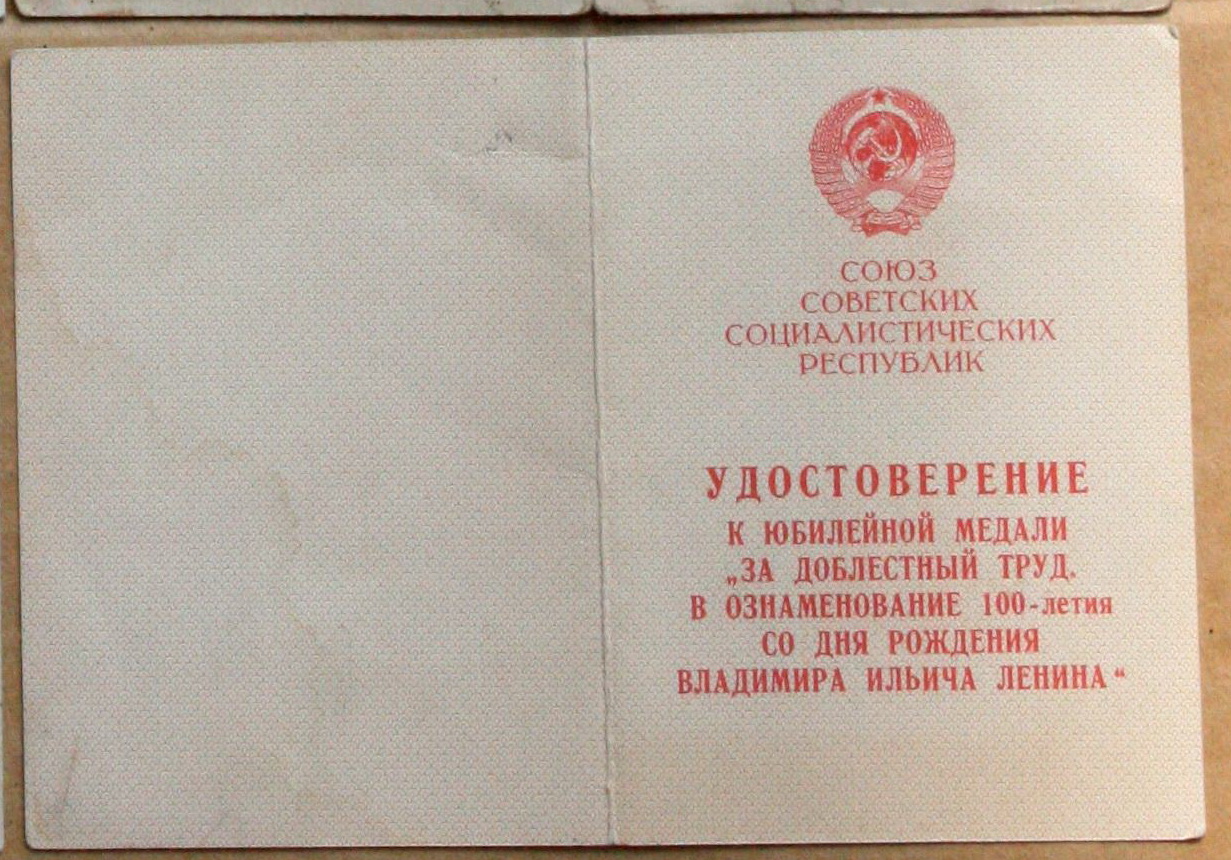 СОЮЗ
СОВЕТСКИХ
СОЦИАЛИСТИЧЕСКИХ
РЕСПУБЛИК
УДОСТОВЕРЕНИЕ
К ЮБИЛЕЙНОЙ МЕДАЛИ
„ЗА ДОБЛЕСТНЫЙ ТРУД.
В ОЗНАМЕНОВАНИЕ 100-летия
СО ДНЯ РОЖДЕНИЯ
ВЛАДИМИРА ИЛЬИЧА ЛЕНИНА“